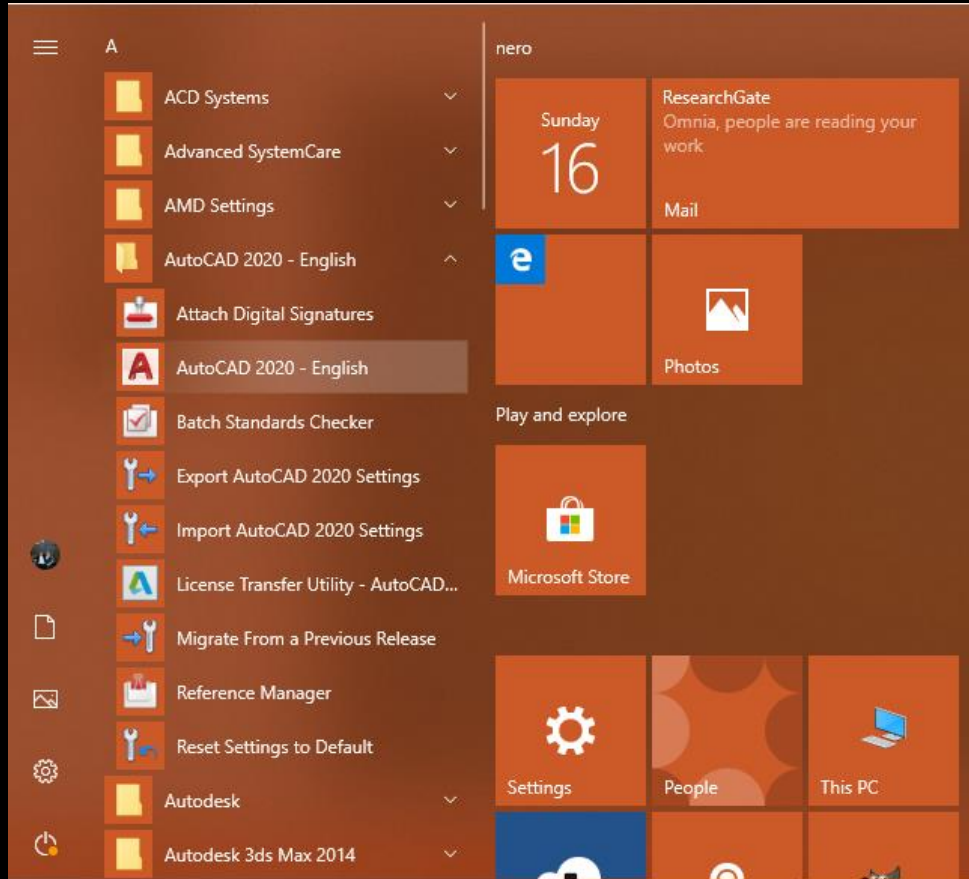 A
ACD Systems
Advanced SystemCare
AMD Settings
AutoCAD 2020 - English
Attach Digital Signatures
AutoCAD 2020 - English
Batch Standards Checker
Export AutoCAD 2020 Settings
Import AutoCAD 2020 Settings
License Transfer Utility - AutoCAD...
Migrate From a Previous Release
Reference Manager
Reset Settings to Default
Autodesk
Autodesk 3ds Max 2014
nero
Sunday
16
ResearchGate
Omnia, people are reading your
work
Mail
Photos
Play and explore
Microsoft Store
Settings
People
This PC